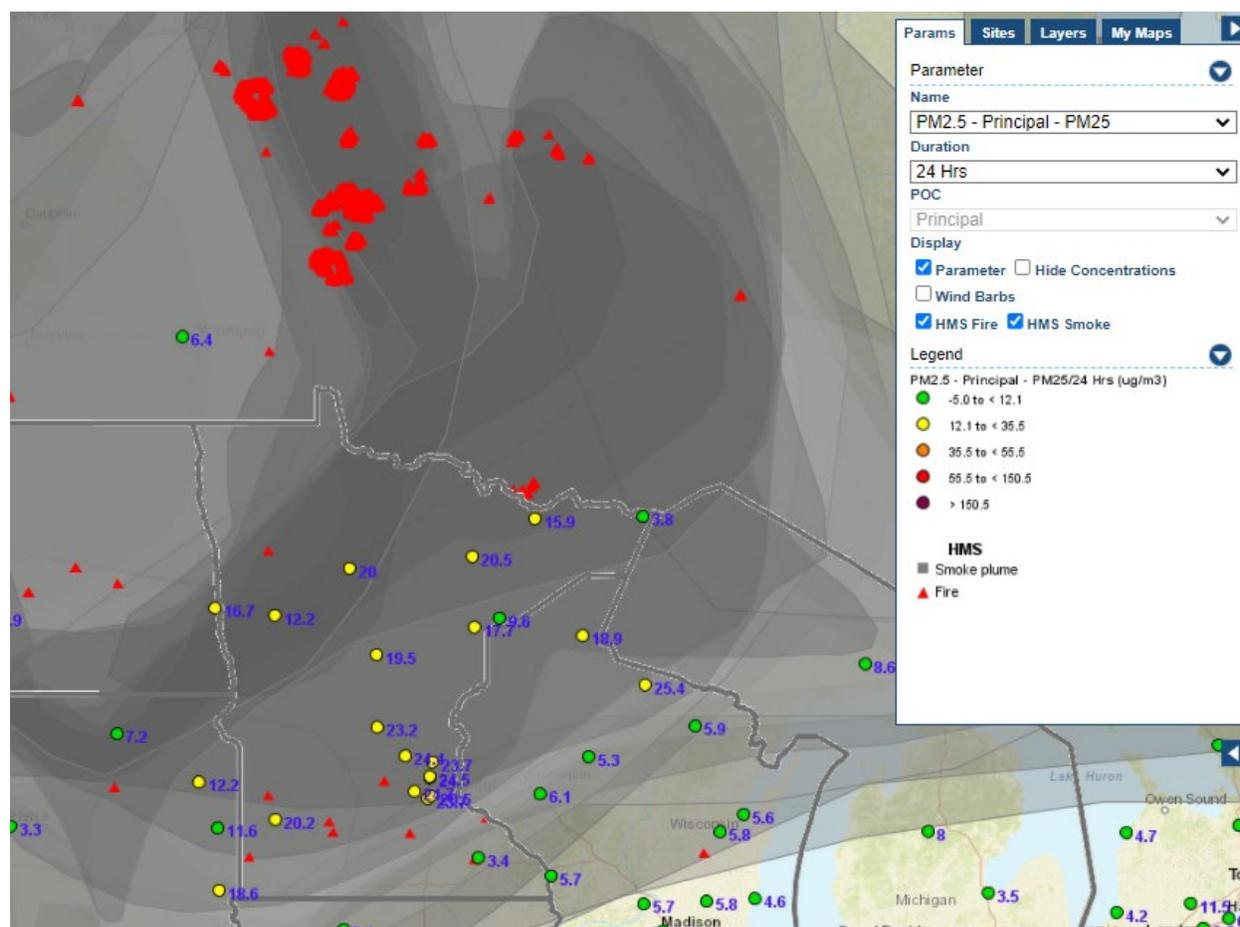 Params Sites Layers My Maps
Parameter
Name
PM2.5 - Principal - PM25
Duration
24 Hrs
POC
Principal
Display
Parameter Hide Concentrations
Wind Barbs
HMS Fire HMS Smoke
Legend
PM2.5 - Principal - PM25/24 Hrs (ug/m3)
-5.0 to < 12.1
12.1 to < 35.5
35.5 to < 55.5
55.5 to < 150.5
> 150.5
HMS
Smoke plume
Fire
Dauphin
6.4
15.9
3.8
20.5
20
16.7
12.2
9.6
17.7
18.9
19.5
8.6
25.4
23.2
5.9
7.2
5.3
23.7
24.5
12.2
6.1
Lake Huron
Owen Sound
3.3
11.6
20.2
Wisconsin
5.6
5.8
8
4.7
3.4
5.7
18.6
Michigan
3.5
5.7
5.8
4.6
4.2
Madison